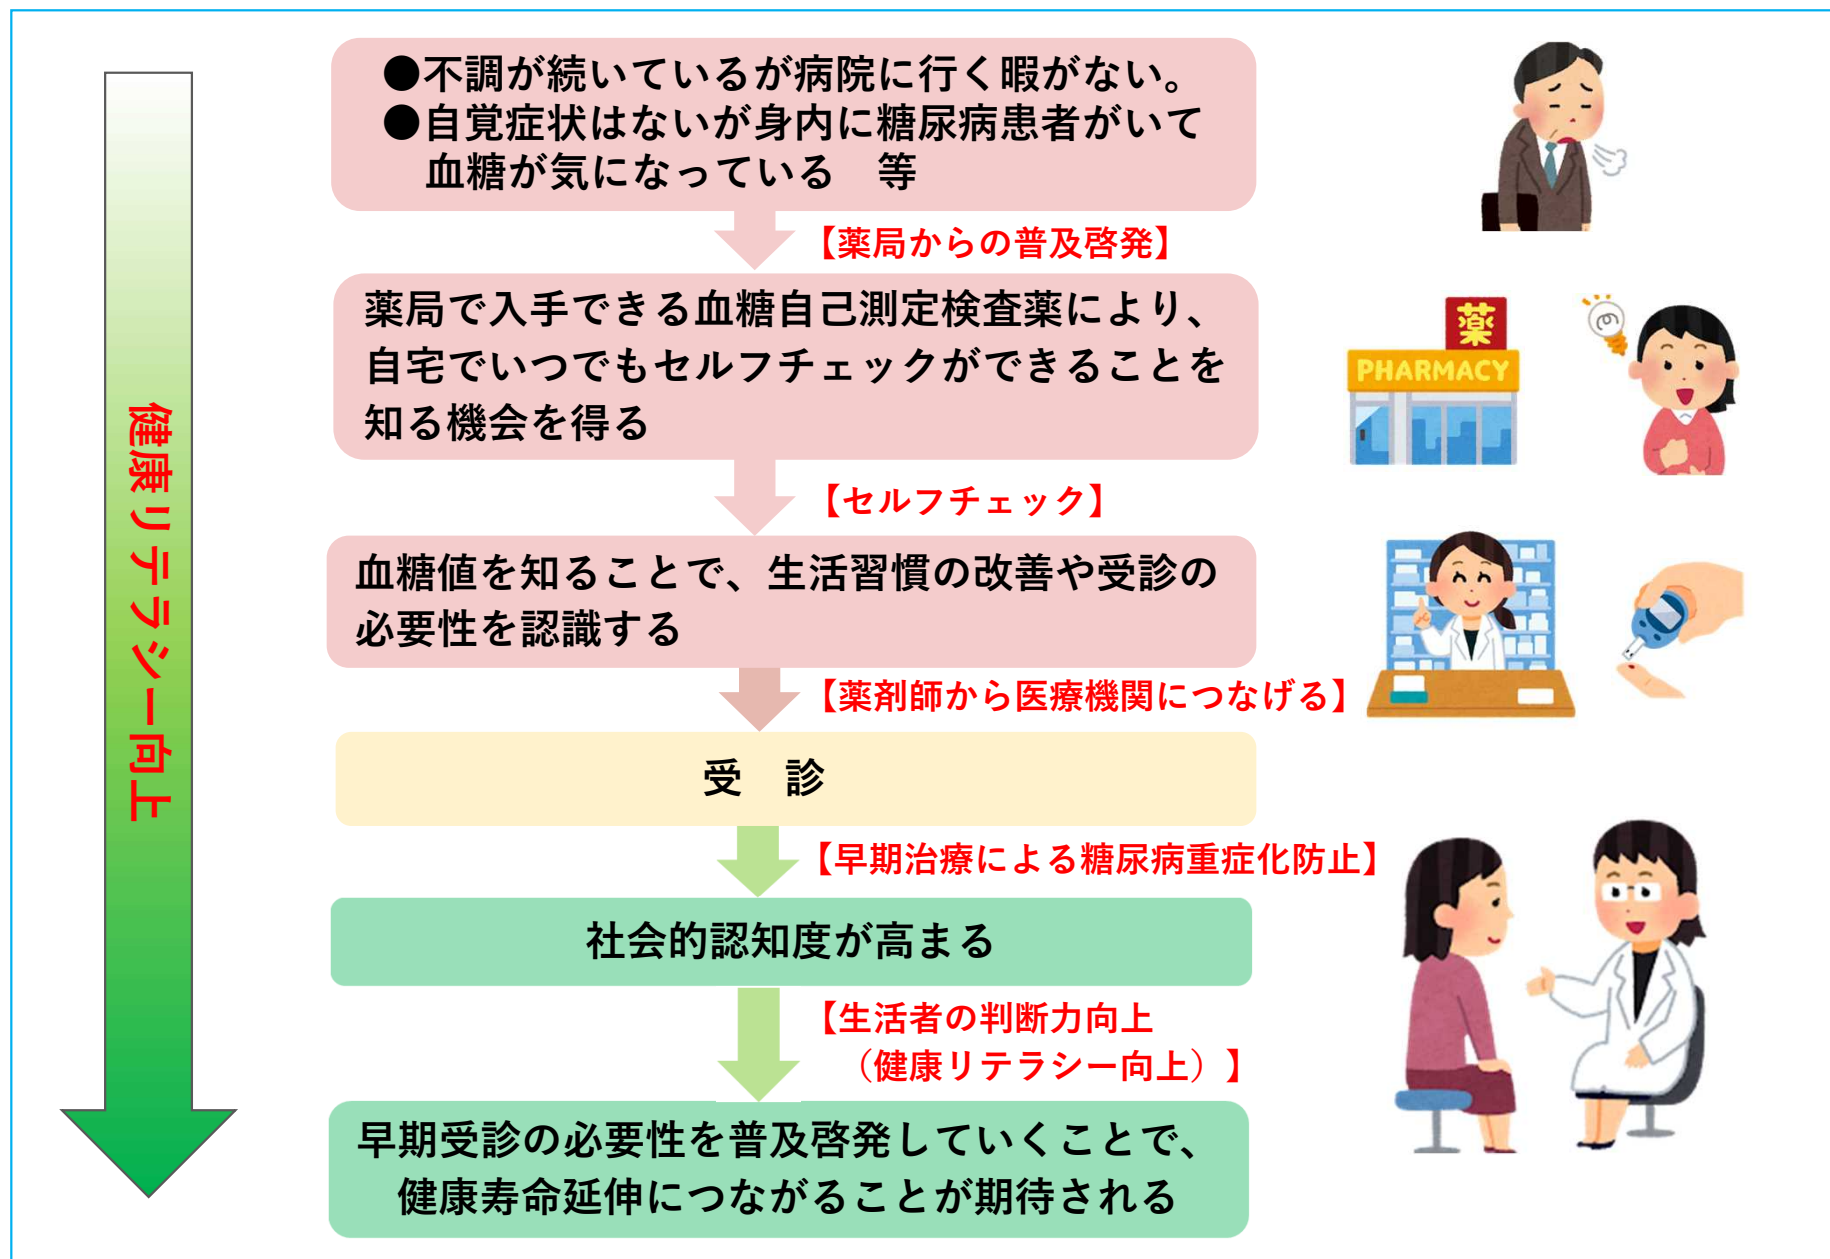 健康リテラシー向上
●不調が続いているが病院に行く暇がない。
●自覚症状はないが身内に糖尿病患者がいて
血糖が気になっている　等
【薬局からの普及啓発】
薬局で入手できる血糖自己測定検査薬により、
自宅でいつでもセルフチェックができることを
知る機会を得る
薬
PHARMACY
【セルフチェック】
血糖値を知ることで、生活習慣の改善や受診の
必要性を認識する
【薬剤師から医療機関につなげる】
受　診
【早期治療による糖尿病重症化防止】
社会的認知度が高まる
【生活者の判断力向上
（健康リテラシー向上）】
早期受診の必要性を普及啓発していくことで、
健康寿命延伸につながることが期待される